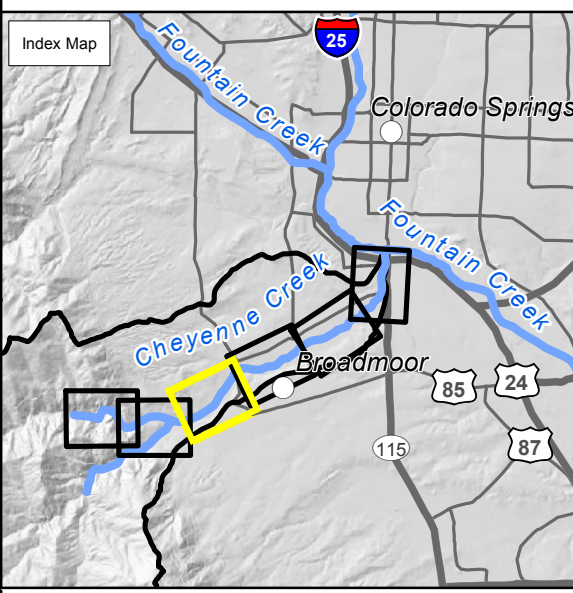 Index Map
25
Fountain Creek
Colorado Springs
Fountain Creek
Cheyenne Creek
Broadmoor
85
24
115
87